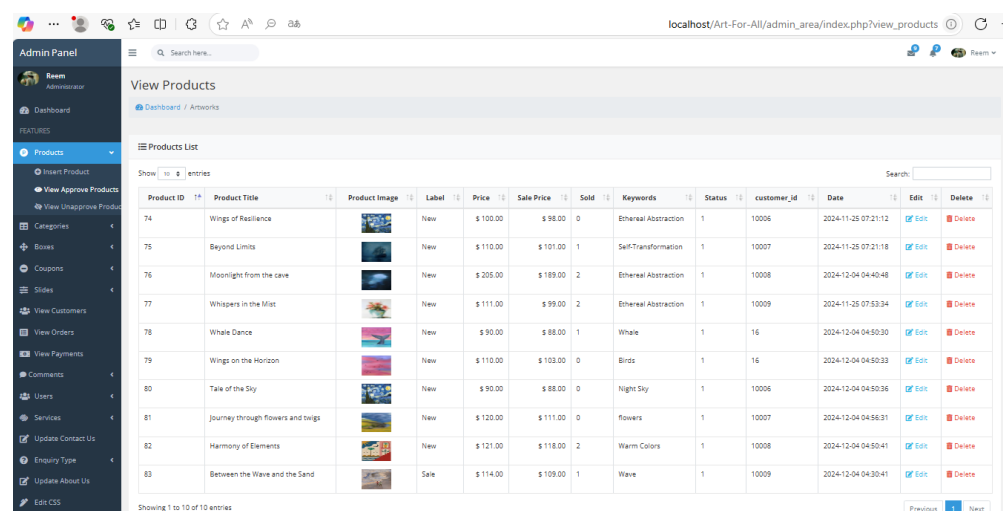 localhost/Art-For-All/admin_area/index.php?view_products
Admin Panel
Search here...
Reem
Reem
Administrator
View Products
Dashboard / Artworks
Dashboard
FEATURES
Products
Insert Product
View Approve Products
View Unapprove Produc
Categories
Boxes
Coupons
Slides
View Customers
View Orders
View Payments
Comments
Users
Services
Update Contact Us
Enquiry Type
Update About Us
Edit CSS
Products List
Show 10 entries
Search:
Product ID Product Title Product Image Label Price Sale Price Sold Keywords Status customer_id Date Edit Delete
74 Wings of Resilience New $ 100.00 $ 98.00 0 Ethereal Abstraction 1 10006 2024-11-25 07:21:12 Edit Delete
75 Beyond Limits New $ 110.00 $ 101.00 1 Self-Transformation 1 10007 2024-11-25 07:21:18 Edit Delete
76 Moonlight from the cave New $ 205.00 $ 189.00 2 Ethereal Abstraction 1 10008 2024-12-04 04:40:48 Edit Delete
77 Whispers in the Mist New $ 111.00 $ 99.00 2 Ethereal Abstraction 1 10009 2024-11-25 07:53:34 Edit Delete
78 Whale Dance New $ 90.00 $ 88.00 1 Whale 1 16 2024-12-04 04:50:30 Edit Delete
79 Wings on the Horizon New $ 110.00 $ 103.00 0 Birds 1 16 2024-12-04 04:50:33 Edit Delete
80 Tale of the Sky New $ 90.00 $ 88.00 0 Night Sky 1 10006 2024-12-04 04:50:36 Edit Delete
81 Journey through flowers and twigs New $ 120.00 $ 111.00 0 flowers 1 10007 2024-12-04 04:56:31 Edit Delete
82 Harmony of Elements New $ 121.00 $ 118.00 2 Warm Colors 1 10008 2024-12-04 04:50:41 Edit Delete
83 Between the Wave and the Sand Sale $ 114.00 $ 109.00 1 Wave 1 10009 2024-12-04 04:30:41 Edit Delete
Showing 1 to 10 of 10 entries
Previous 1 Next